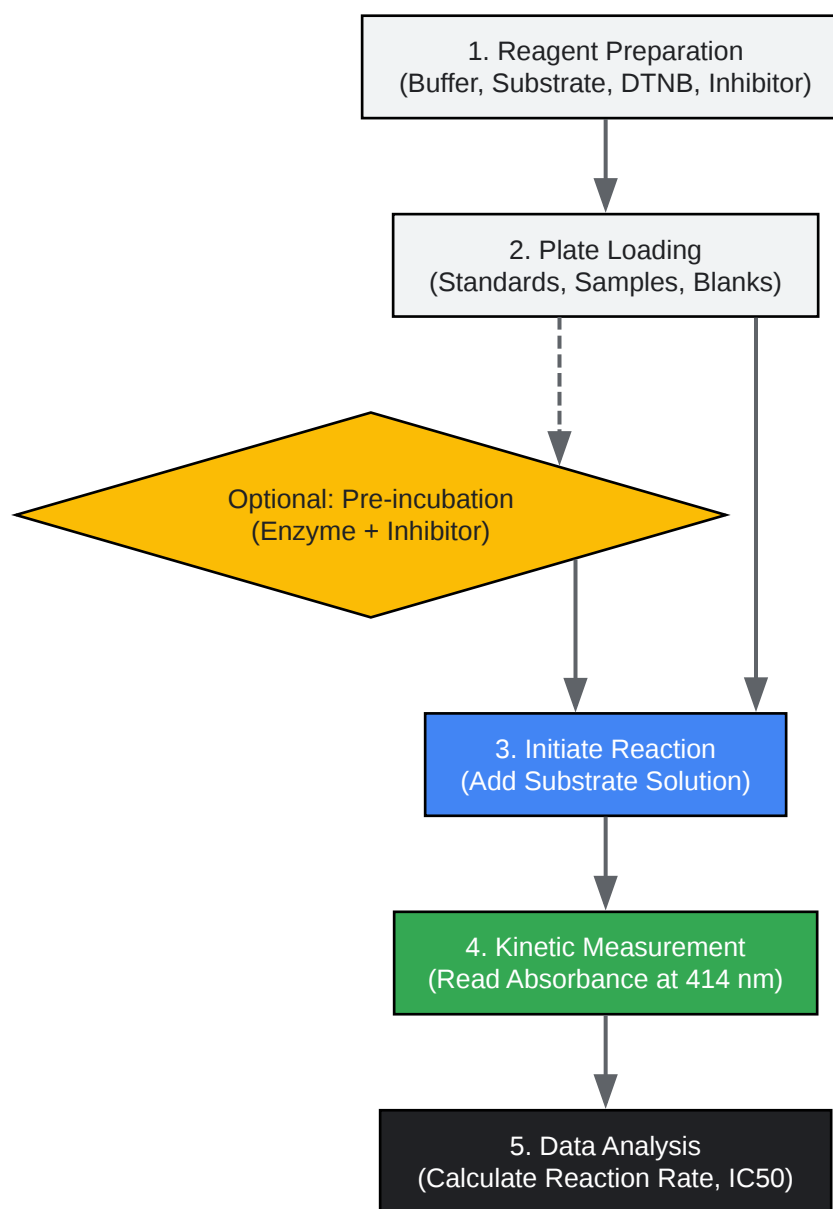 1. Reagent Preparation
(Buffer, Substrate, DTNB, Inhibitor)
2. Plate Loading
(Standards, Samples, Blanks)
Optional: Pre-incubation
(Enzyme + Inhibitor)
3. Initiate Reaction
(Add Substrate Solution)
4. Kinetic Measurement
(Read Absorbance at 414 nm)
5. Data Analysis
(Calculate Reaction Rate, IC50)